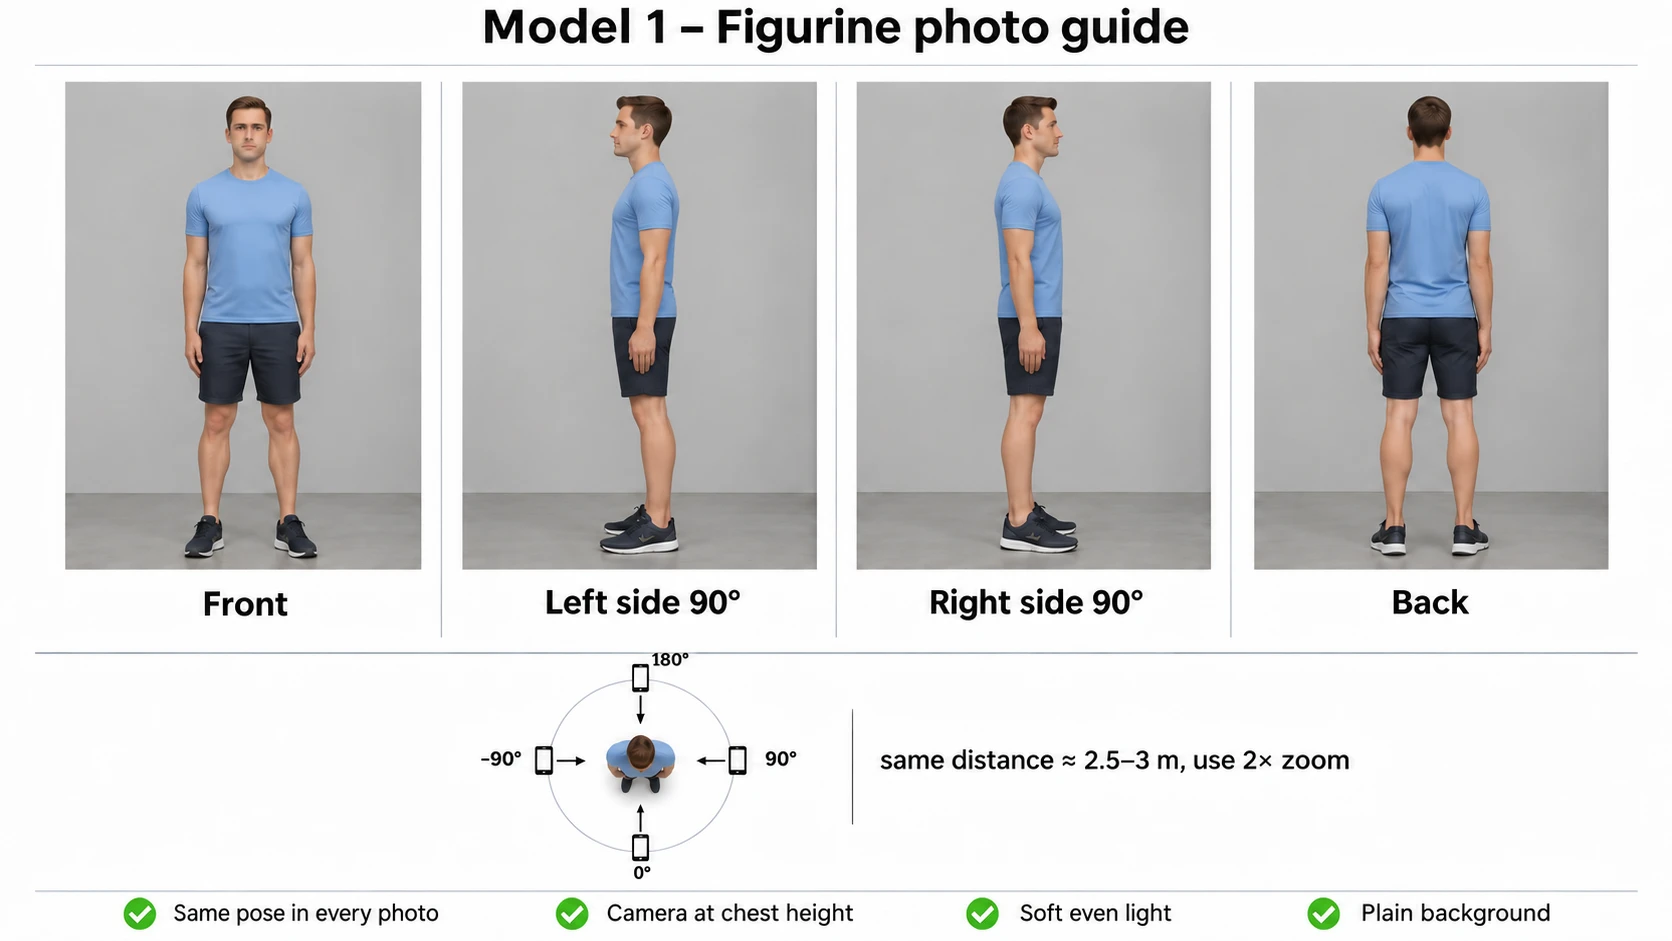 Model 1 – Figurine photo guide
Front
Left side 90°
Right side 90°
Back
180°
-90°
90°
0°
same distance ≈ 2.5–3 m, use 2× zoom
Same pose in every photo
Camera at chest height
Soft even light
Plain background